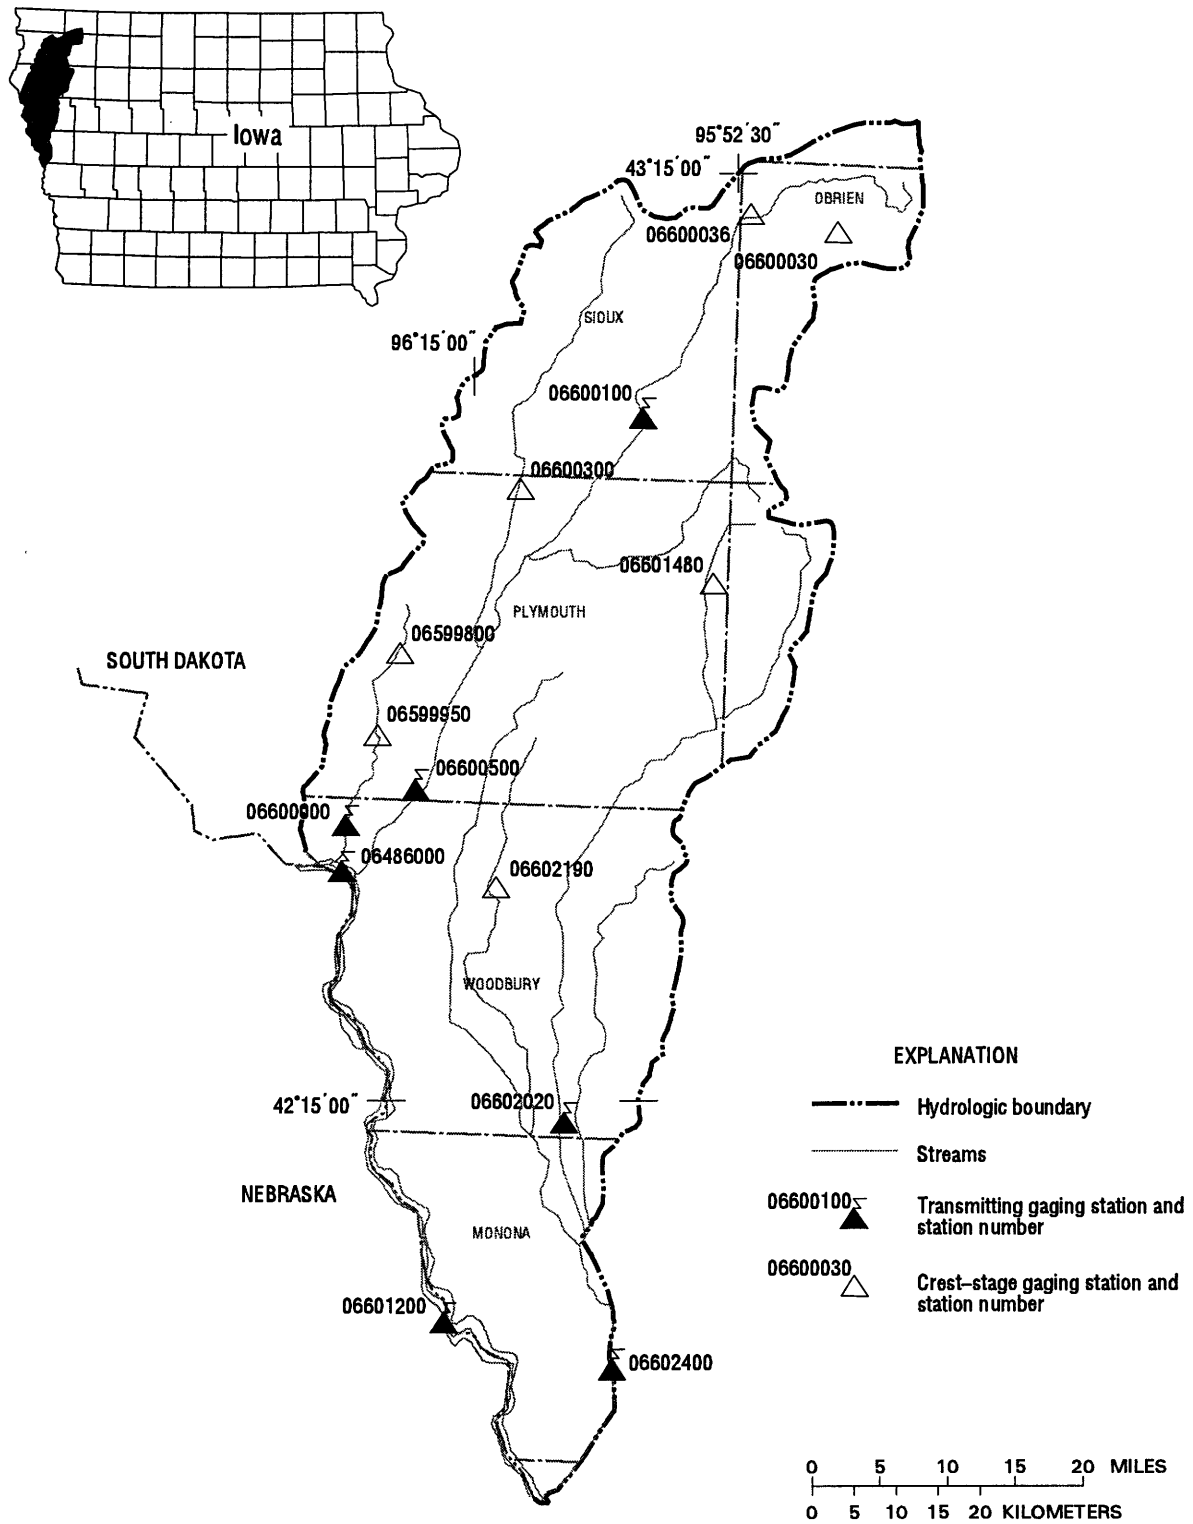 Iowa
95°52'30"
43°15'00"
OBRIEN
06600036
06600030
SIOUX
96°15'00"
06600100
06600300
06601480
PLYMOUTH
06599800
SOUTH DAKOTA
06599950
06600500
06600000
06486000
06602190
WOODBURY
EXPLANATION
42°15'00"
06602020
Hydrologic boundary
Streams
NEBRASKA
06600100
Transmitting gaging station and
station number
MONONA
06600030
Crest-stage gaging station and
station number
06601200
06602400
0 5 10 15 20 MILES
0 5 10 15 20 KILOMETERS